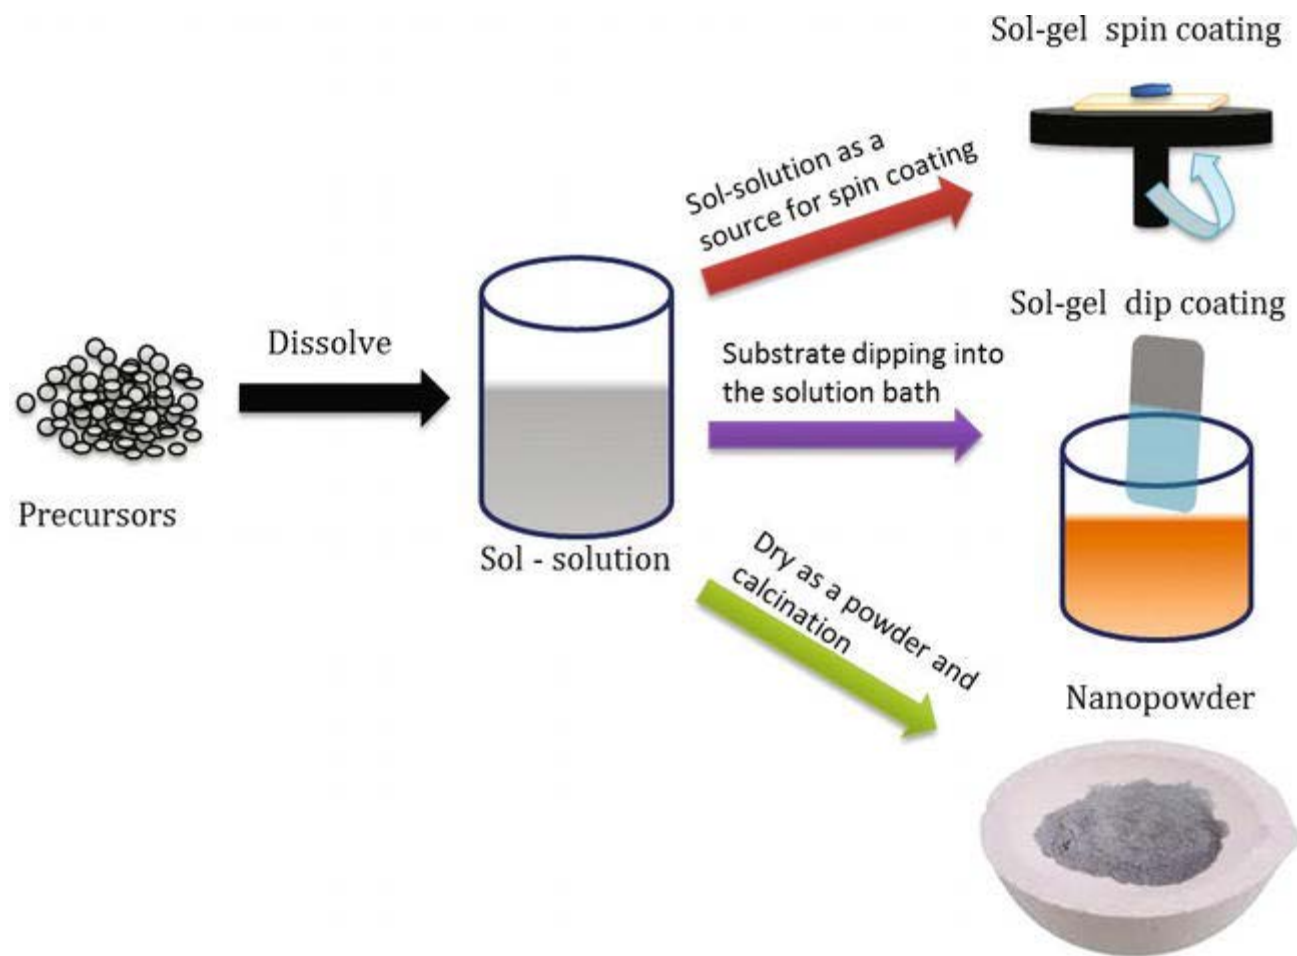 Sol-gel spin coating
Sol-solution as a
source for spin coating
Sol-gel dip coating
Dissolve
Substrate dipping into
the solution bath
Precursors
Sol - solution
Dry as a powder and
calcination
Nanopowder